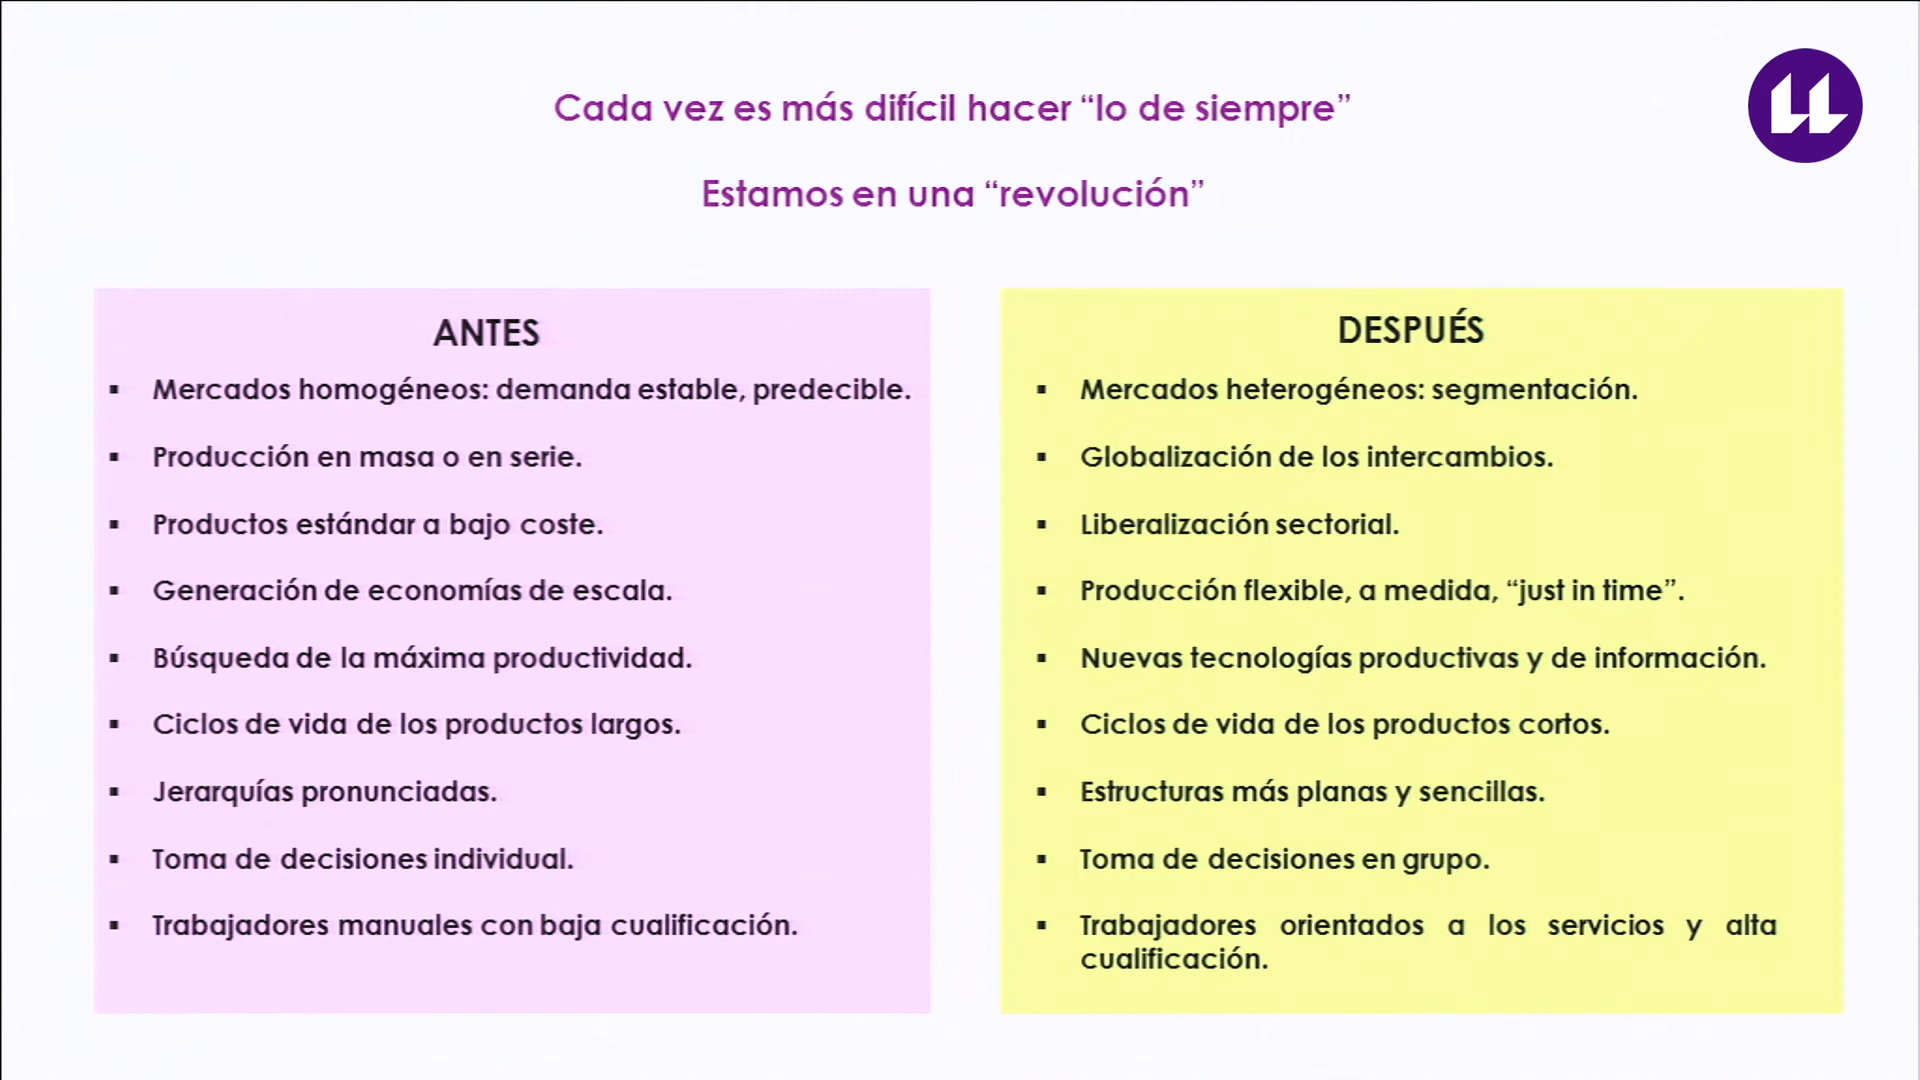 Cada vez es más difícil hacer “lo de siempre”
Estamos en una “revolución”
ANTES
▪ Mercados homogéneos: demanda estable, predecible.
▪ Producción en masa o en serie.
▪ Productos estándar a bajo coste.
▪ Generación de economías de escala.
▪ Búsqueda de la máxima productividad.
▪ Ciclos de vida de los productos largos.
▪ Jerarquías pronunciadas.
▪ Toma de decisiones individual.
▪ Trabajadores manuales con baja cualificación.
DESPUÉS
▪ Mercados heterogéneos: segmentación.
▪ Globalización de los intercambios.
▪ Liberalización sectorial.
▪ Producción flexible, a medida, “just in time”.
▪ Nuevas tecnologías productivas y de información.
▪ Ciclos de vida de los productos cortos.
▪ Estructuras más planas y sencillas.
▪ Toma de decisiones en grupo.
▪ Trabajadores orientados a los servicios y alta
cualificación.